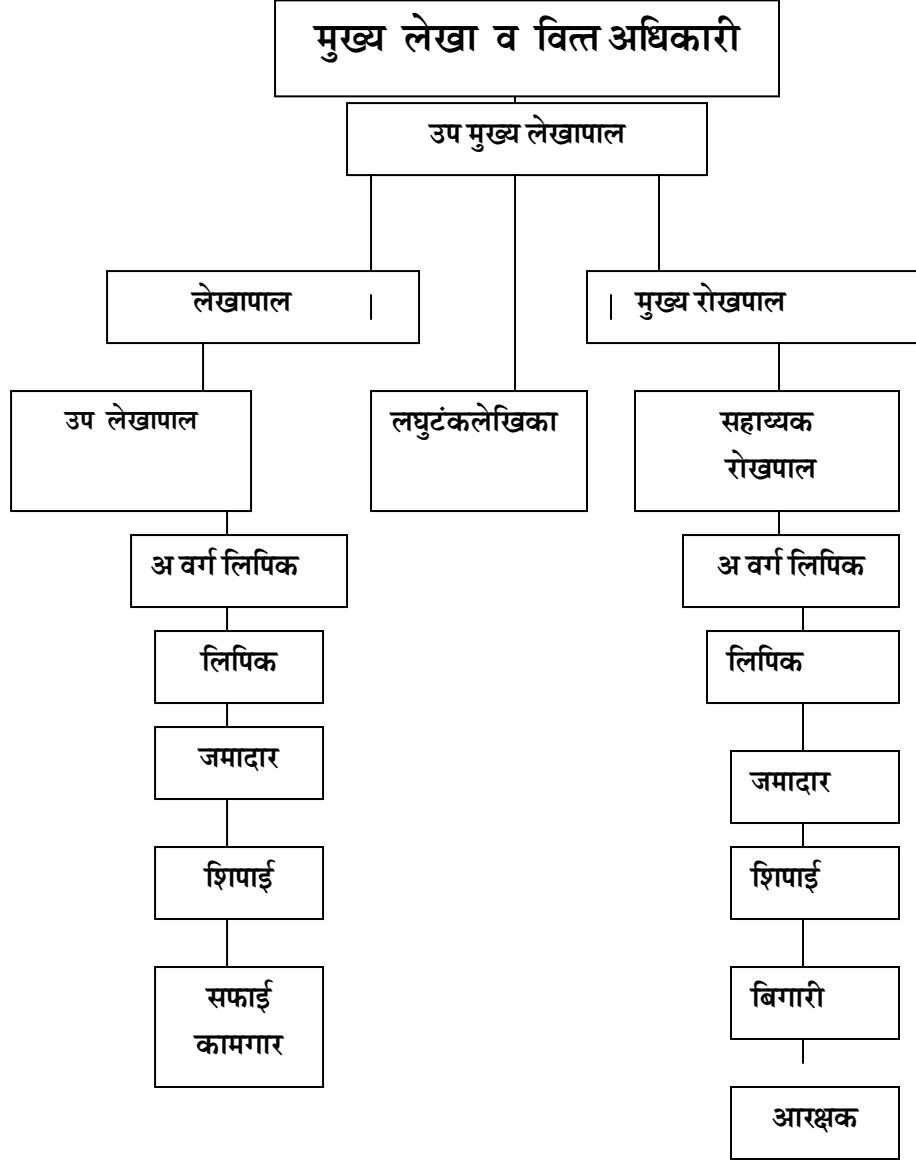 मुख्य लेखा व वित्त अधिकारी
उप मुख्य लेखापाल
लेखापाल
मुख्य रोखपाल
उप लेखापाल
लघुटंकलेखिका
सहाय्यक
रोखपाल
अ वर्ग लिपिक
अ वर्ग लिपिक
लिपिक
लिपिक
जमादार
जमादार
शिपाई
शिपाई
सफाई
कामगार
बिगारी
आरक्षक